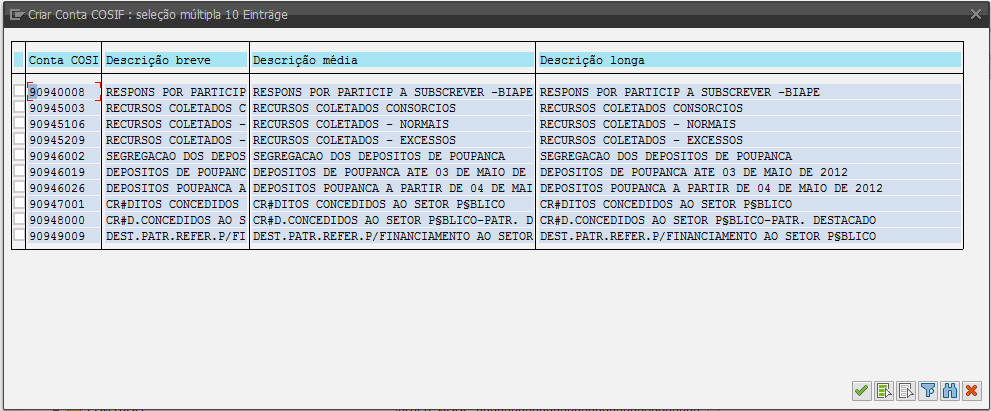 Criar Conta COSIF : seleção múltipla 10 Einträge
Conta COSI Descrição breve Descrição média Descrição longa
90940008 RESPONS POR PARTICIP RESPONS POR PARTICIP A SUBSCREVER -BIAPE RESPONS POR PARTICIP A SUBSCREVER -BIAPE
90945003 RECURSOS COLETADOS C RECURSOS COLETADOS CONSORCIOS RECURSOS COLETADOS CONSORCIOS
90945106 RECURSOS COLETADOS - RECURSOS COLETADOS - NORMAIS RECURSOS COLETADOS - NORMAIS
90945209 RECURSOS COLETADOS - RECURSOS COLETADOS - EXCESSOS RECURSOS COLETADOS - EXCESSOS
90946002 SEGREGACAO DOS DEPOS SEGREGACAO DOS DEPOSITOS DE POUPANCA SEGREGACAO DOS DEPOSITOS DE POUPANCA
90946019 DEPOSITOS DE POUPANC DEPOSITOS DE POUPANCA ATE 03 DE MAIO DE DEPOSITOS DE POUPANCA ATE 03 DE MAIO DE 2012
90946026 DEPOSITOS POUPANCA A DEPOSITOS POUPANCA A PARTIR DE 04 DE MAI DEPOSITOS POUPANCA A PARTIR DE 04 DE MAIO DE 2012
90947001 CR#DITOS CONCEDIDOS CR#DITOS CONCEDIDOS AO SETOR P§BLICO CR#DITOS CONCEDIDOS AO SETOR P§BLICO
90948000 CR#D.CONCEDIDOS AO S CR#D.CONCEDIDOS AO SETOR P§BLICO-PATR. D CR#D.CONCEDIDOS AO SETOR P§BLICO-PATR. DESTACADO
90949009 DEST.PATR.REFER.P/FI DEST.PATR.REFER.P/FINANCIAMENTO AO SETOR DEST.PATR.REFER.P/FINANCIAMENTO AO SETOR P§BLICO